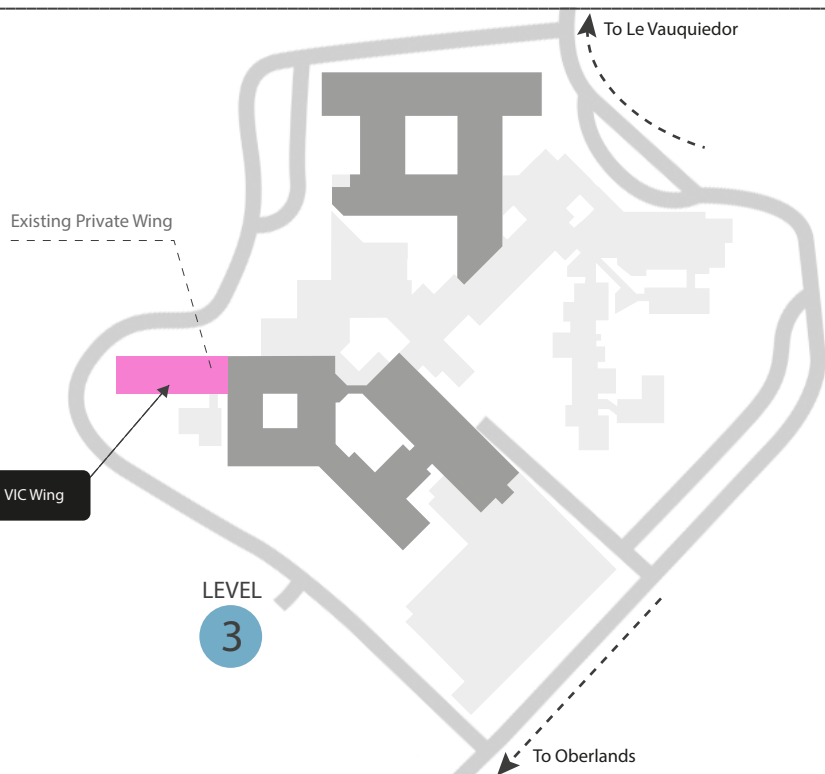 To Le Vauquiedor
Existing Private Wing
VIC Wing
LEVEL
3
To Oberlands